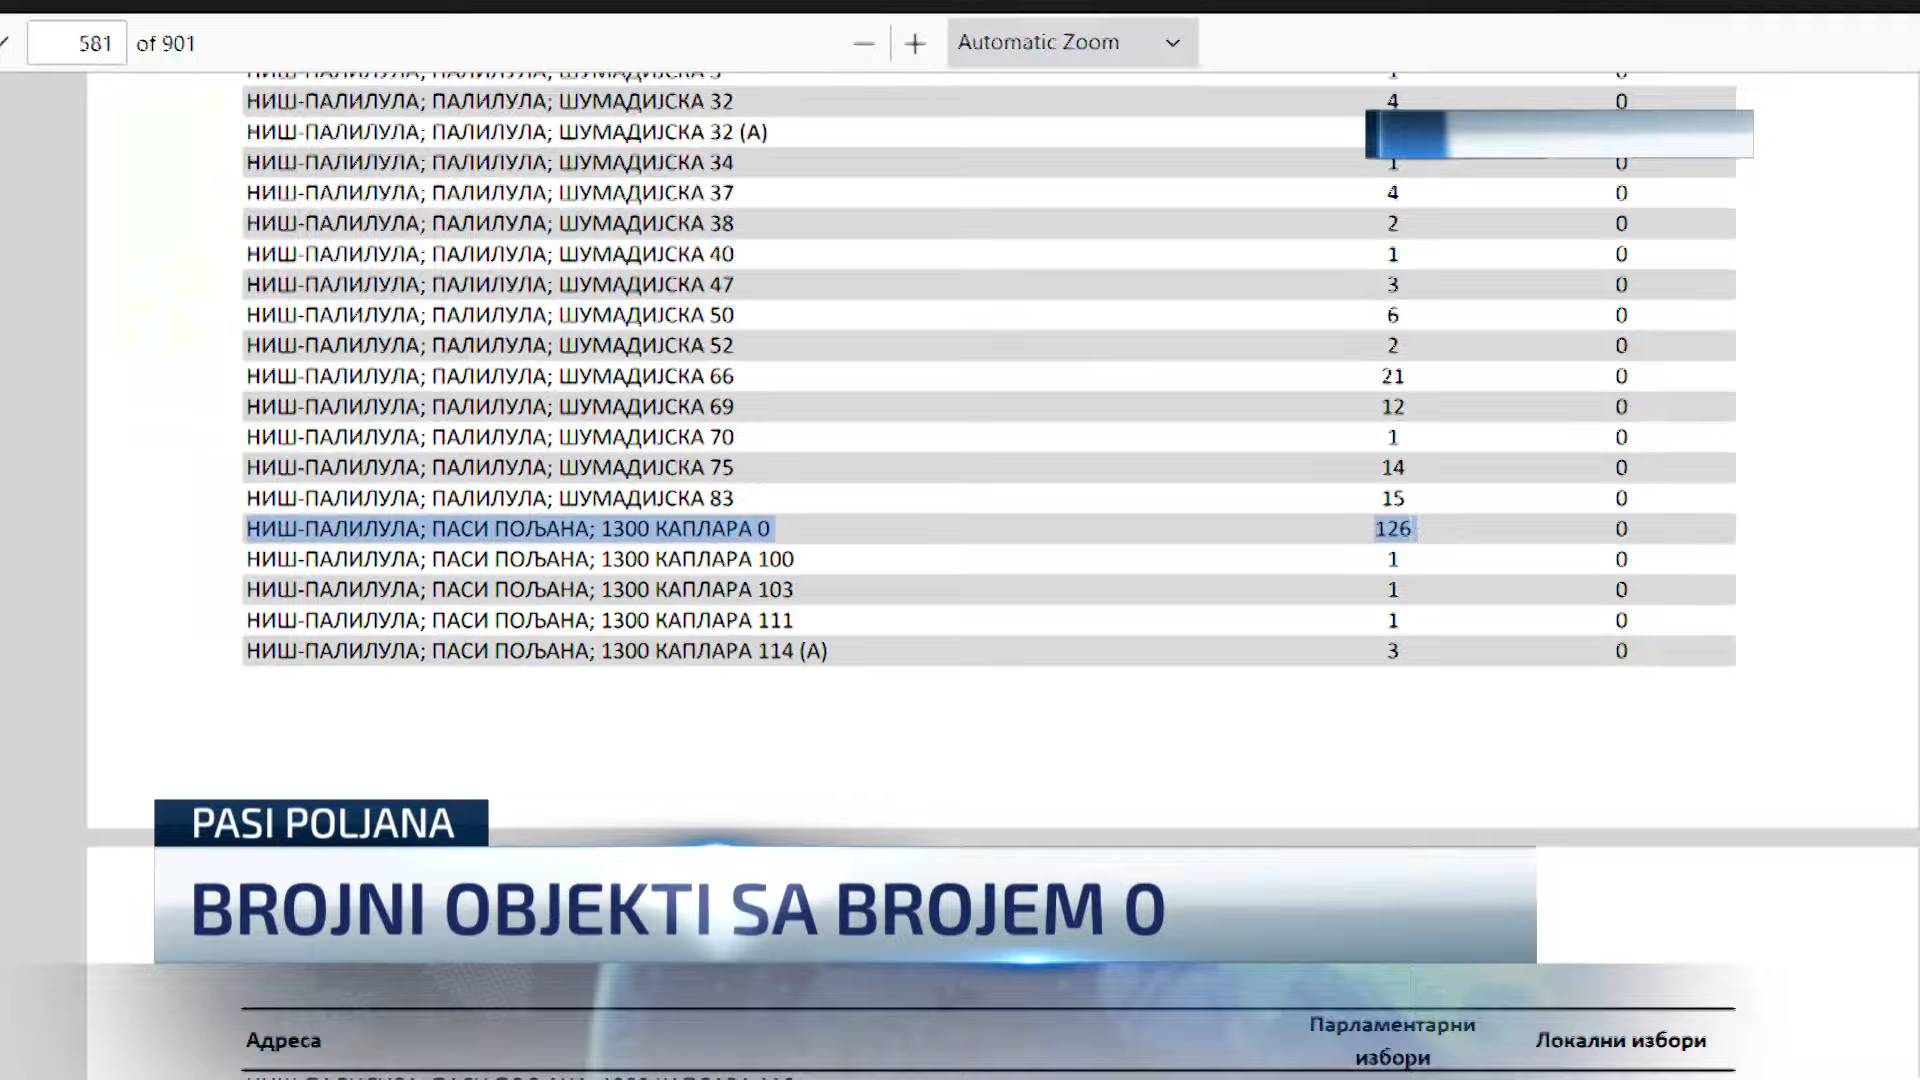 581 of 901 Automatic Zoom
НИШ-ПАЛИЛУЛА; ПАЛИЛУЛА; ШУМАДИЈСКА 32 4 0
НИШ-ПАЛИЛУЛА; ПАЛИЛУЛА; ШУМАДИЈСКА 32 (А)
НИШ-ПАЛИЛУЛА; ПАЛИЛУЛА; ШУМАДИЈСКА 34 1 0
НИШ-ПАЛИЛУЛА; ПАЛИЛУЛА; ШУМАДИЈСКА 37 4 0
НИШ-ПАЛИЛУЛА; ПАЛИЛУЛА; ШУМАДИЈСКА 38 2 0
НИШ-ПАЛИЛУЛА; ПАЛИЛУЛА; ШУМАДИЈСКА 40 1 0
НИШ-ПАЛИЛУЛА; ПАЛИЛУЛА; ШУМАДИЈСКА 47 3 0
НИШ-ПАЛИЛУЛА; ПАЛИЛУЛА; ШУМАДИЈСКА 50 6 0
НИШ-ПАЛИЛУЛА; ПАЛИЛУЛА; ШУМАДИЈСКА 52 2 0
НИШ-ПАЛИЛУЛА; ПАЛИЛУЛА; ШУМАДИЈСКА 66 21 0
НИШ-ПАЛИЛУЛА; ПАЛИЛУЛА; ШУМАДИЈСКА 69 12 0
НИШ-ПАЛИЛУЛА; ПАЛИЛУЛА; ШУМАДИЈСКА 70 1 0
НИШ-ПАЛИЛУЛА; ПАЛИЛУЛА; ШУМАДИЈСКА 75 14 0
НИШ-ПАЛИЛУЛА; ПАЛИЛУЛА; ШУМАДИЈСКА 83 15 0
НИШ-ПАЛИЛУЛА; ПАСИ ПОЉАНА; 1300 КАПЛАРА 0 126 0
НИШ-ПАЛИЛУЛА; ПАСИ ПОЉАНА; 1300 КАПЛАРА 100 1 0
НИШ-ПАЛИЛУЛА; ПАСИ ПОЉАНА; 1300 КАПЛАРА 103 1 0
НИШ-ПАЛИЛУЛА; ПАСИ ПОЉАНА; 1300 КАПЛАРА 111 1 0
НИШ-ПАЛИЛУЛА; ПАСИ ПОЉАНА; 1300 КАПЛАРА 114 (А) 3 0
PASI POLJANA
BROJNI OBJEKTI SA BROJEM 0
Адреса Парламентарни избори Локални избори